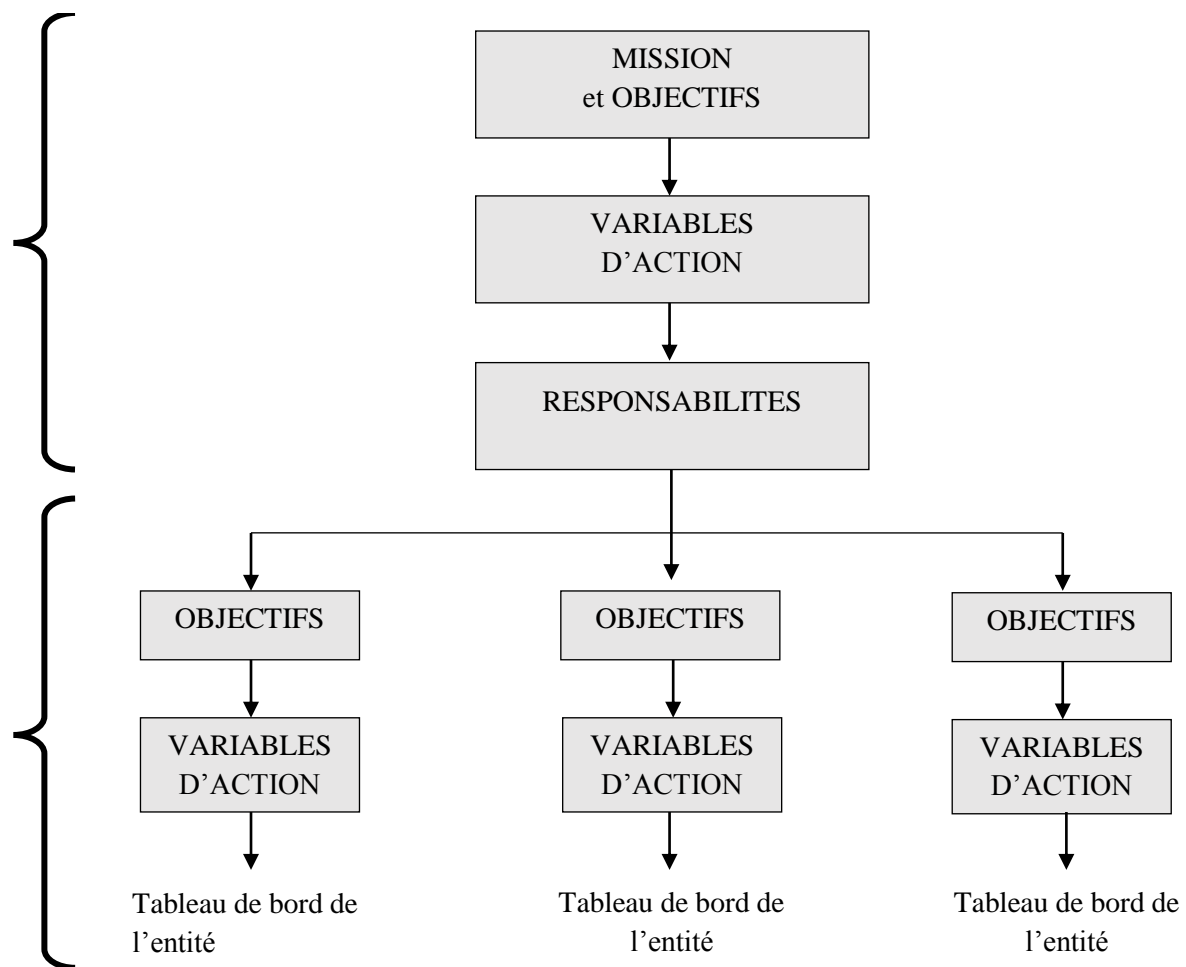 MISSION
et OBJECTIFS
VARIABLES
D’ACTION
RESPONSABILITES
OBJECTIFS
OBJECTIFS
OBJECTIFS
VARIABLES
D’ACTION
VARIABLES
D’ACTION
VARIABLES
D’ACTION
Tableau de bord de
l’entité
Tableau de bord de
l’entité
Tableau de bord de
l’entité